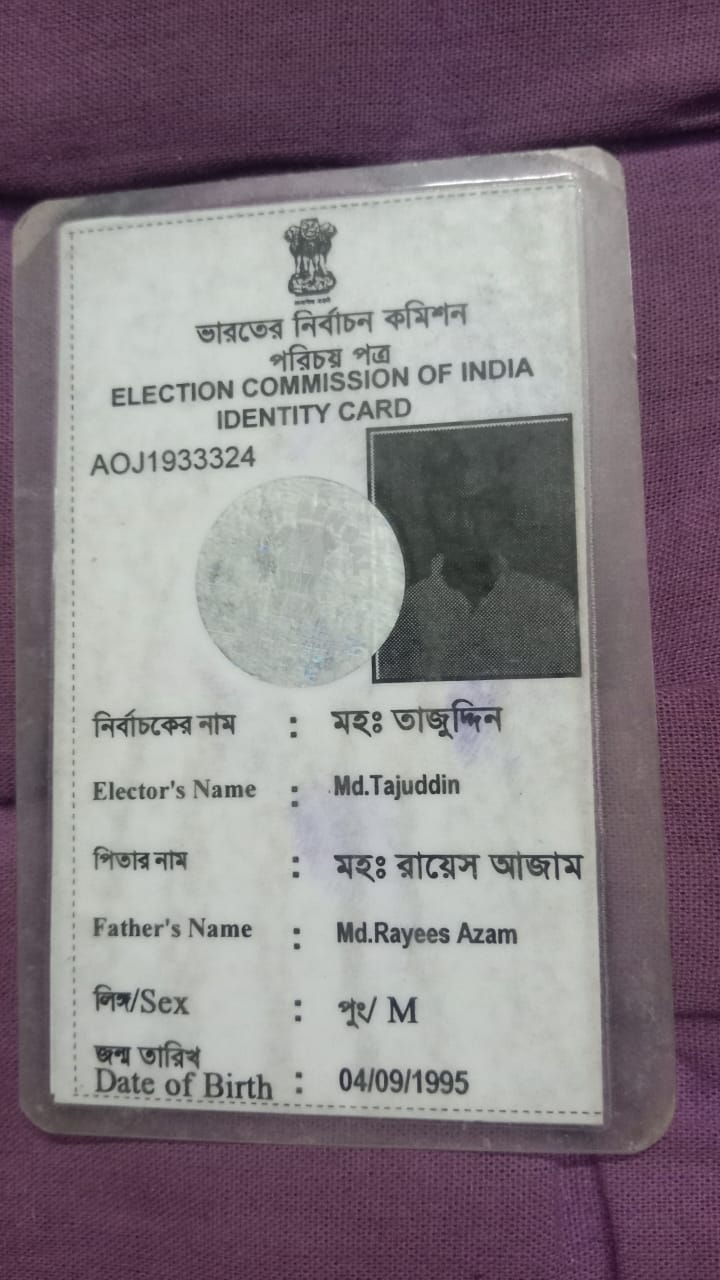 ভারতের নির্বাচন কমিশন
পরিচয় পত্র
ELECTION COMMISSION OF INDIA
IDENTITY CARD
AOJ1933324
নির্বাচকের নাম : মহঃ তাজুদ্দিন
Elector's Name : Md.Tajuddin
পিতার নাম : মহঃ রায়েস আজাম
Father's Name : Md.Rayees Azam
লিঙ্গ/Sex : পুং/ M
জন্ম তারিখ
Date of Birth : 04/09/1995